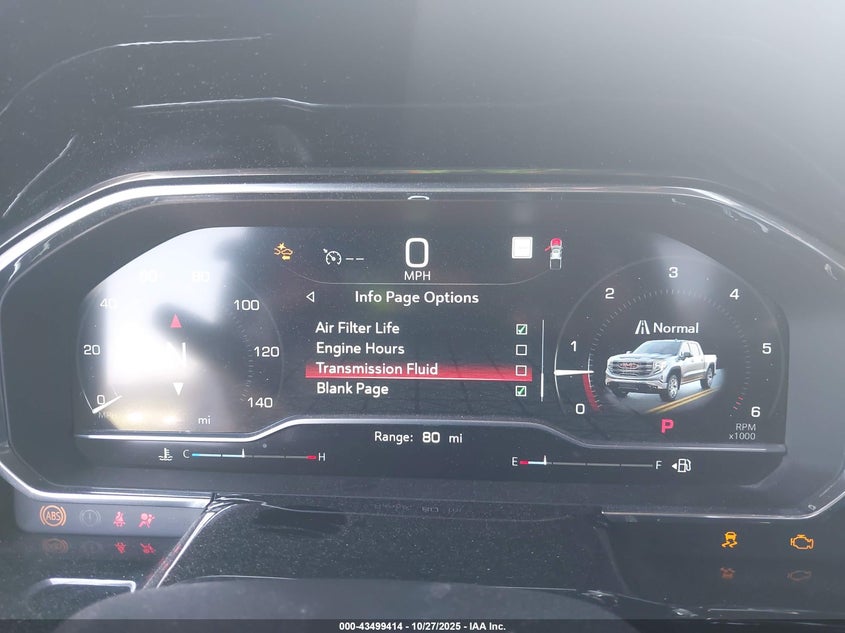 0
MPH
Info Page Options
Air Filter Life
Engine Hours
Transmission Fluid
Blank Page
0
20
40
60
80
100
120
140
mi
N
0
1
2
3
4
5
6
Normal
GMC
P
RPM
x1000
Range: 80 mi
C
H
E
F
ABS
000-43499414 - 10/27/2025 - IAA Inc.